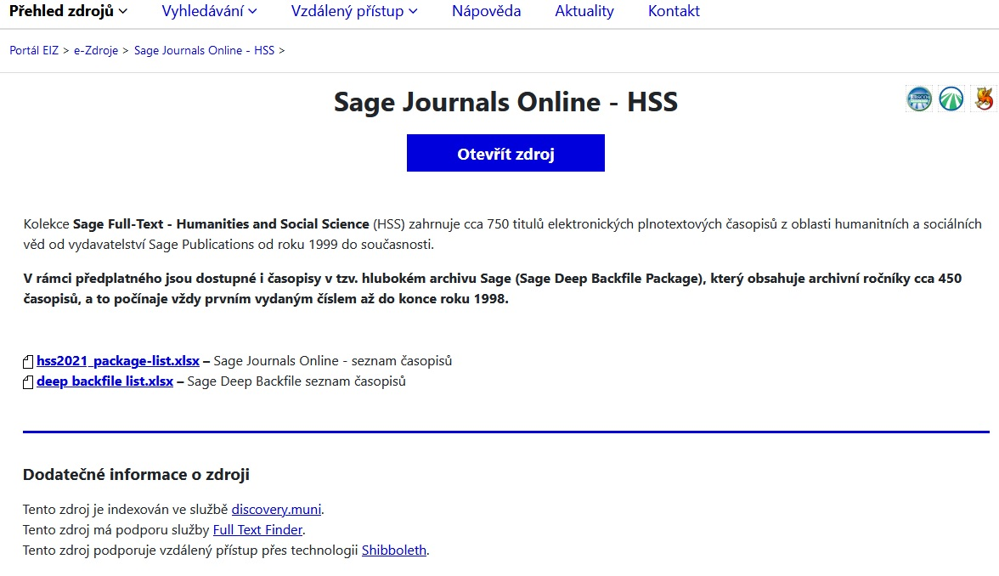 Přehled zdrojů Vyhledávání Vzdálený přístup Nápověda Aktuality Kontakt
Portál EIZ > e-Zdroje > Sage Journals Online - HSS >
Sage Journals Online - HSS
Otevřít zdroj
Kolekce Sage Full-Text - Humanities and Social Science (HSS) zahrnuje cca 750 titulů elektronických plnotextových časopisů z oblasti humanitních a sociálních
věd od vydavatelství Sage Publications od roku 1999 do současnosti.
V rámci předplatného jsou dostupné i časopisy v tzv. hlubokém archivu Sage (Sage Deep Backfile Package), který obsahuje archivní ročníky cca 450
časopisů, a to počínaje vždy prvním vydaným číslem až do konce roku 1998.
hss2021_package-list.xlsx – Sage Journals Online - seznam časopisů
deep backfile list.xlsx – Sage Deep Backfile seznam časopisů
Dodatečné informace o zdroji
Tento zdroj je indexován ve službě discovery.muni.
Tento zdroj má podporu služby Full Text Finder.
Tento zdroj podporuje vzdálený přístup přes technologii Shibboleth.